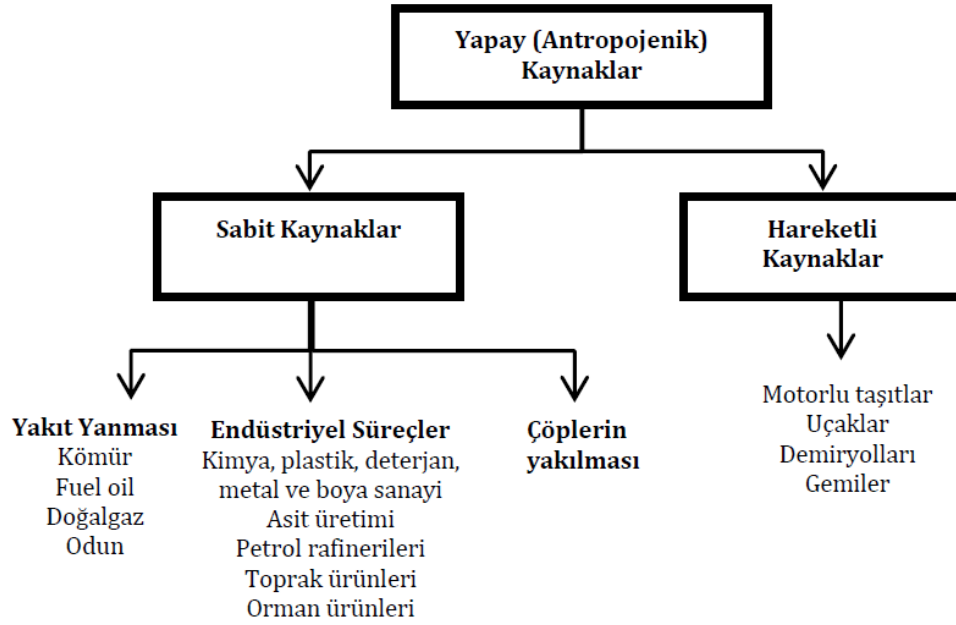 Yapay (Antropojenik)
Kaynaklar
Sabit Kaynaklar
Hareketli
Kaynaklar
Yakıt Yanması
Kömür
Fuel oil
Doğalgaz
Odun
Endüstriyel Süreçler
Kimya, plastik, deterjan,
metal ve boya sanayi
Asit üretimi
Petrol rafinerileri
Toprak ürünleri
Orman ürünleri
Çöplerin
yakılması
Motorlu taşıtlar
Uçaklar
Demiryolları
Gemiler